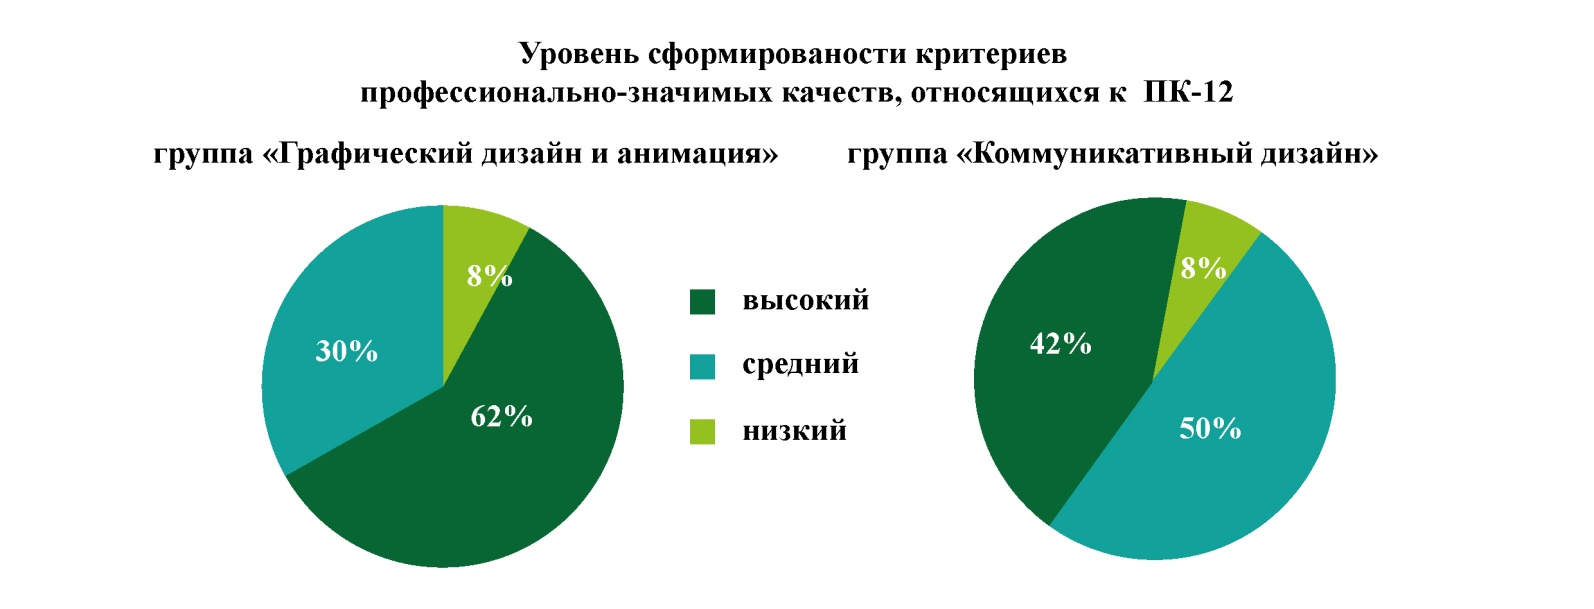 Уровень сформированости критериев
профессионально-значимых качеств, относящихся к ПК-12
группа «Графический дизайн и анимация»
группа «Коммуникативный дизайн»
8%
30%
62%
высокий
средний
низкий
8%
42%
50%